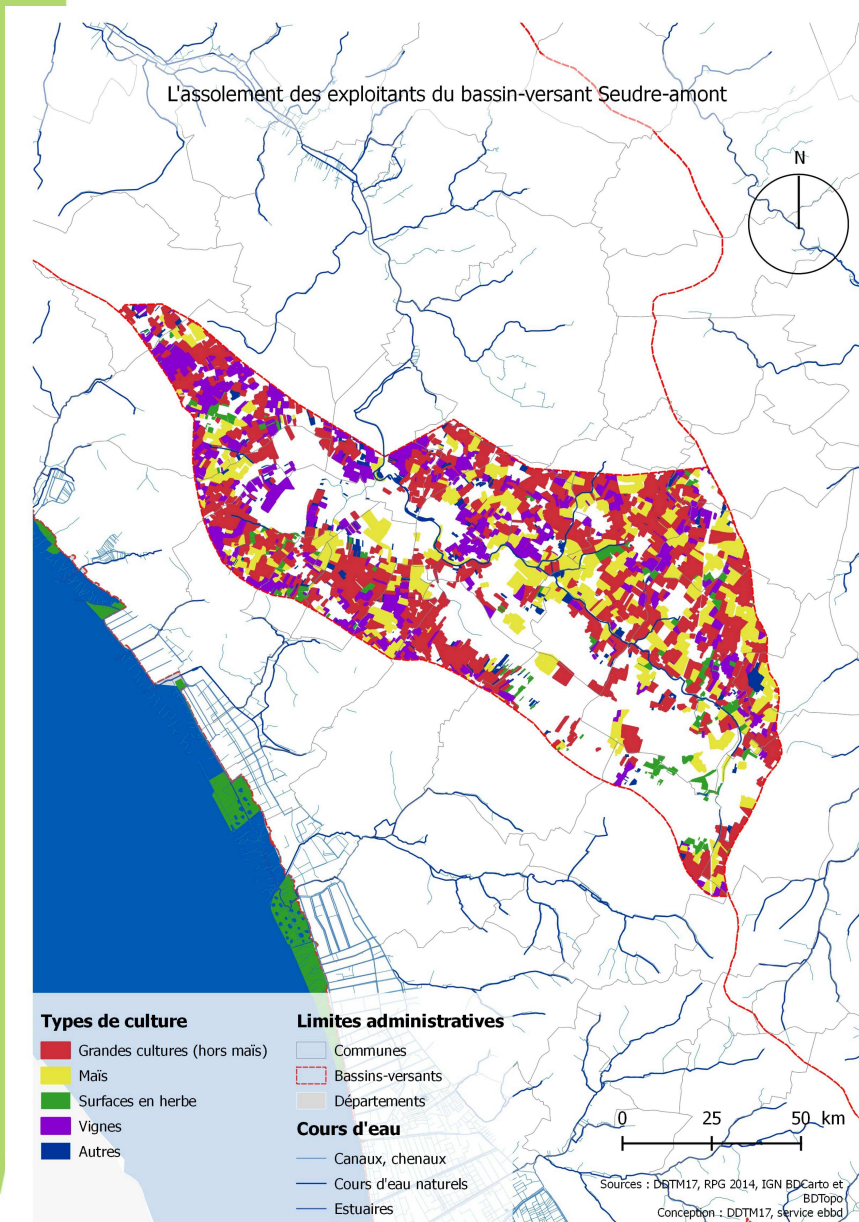 L'assolement des exploitants du bassin-versant Seudre-amont
N
Types de culture
Grandes cultures (hors maïs)
Maïs
Surfaces en herbe
Vignes
Autres
Limites administratives
Communes
Bassins-versants
Départements
Cours d'eau
Canaux, chenaux
Cours d'eau naturels
Estuaires
0 25 50 km
Sources : DDTM17, RPG 2014, IGN BDCarto et
BDTopo
Conception : DDTM17, service ebbd